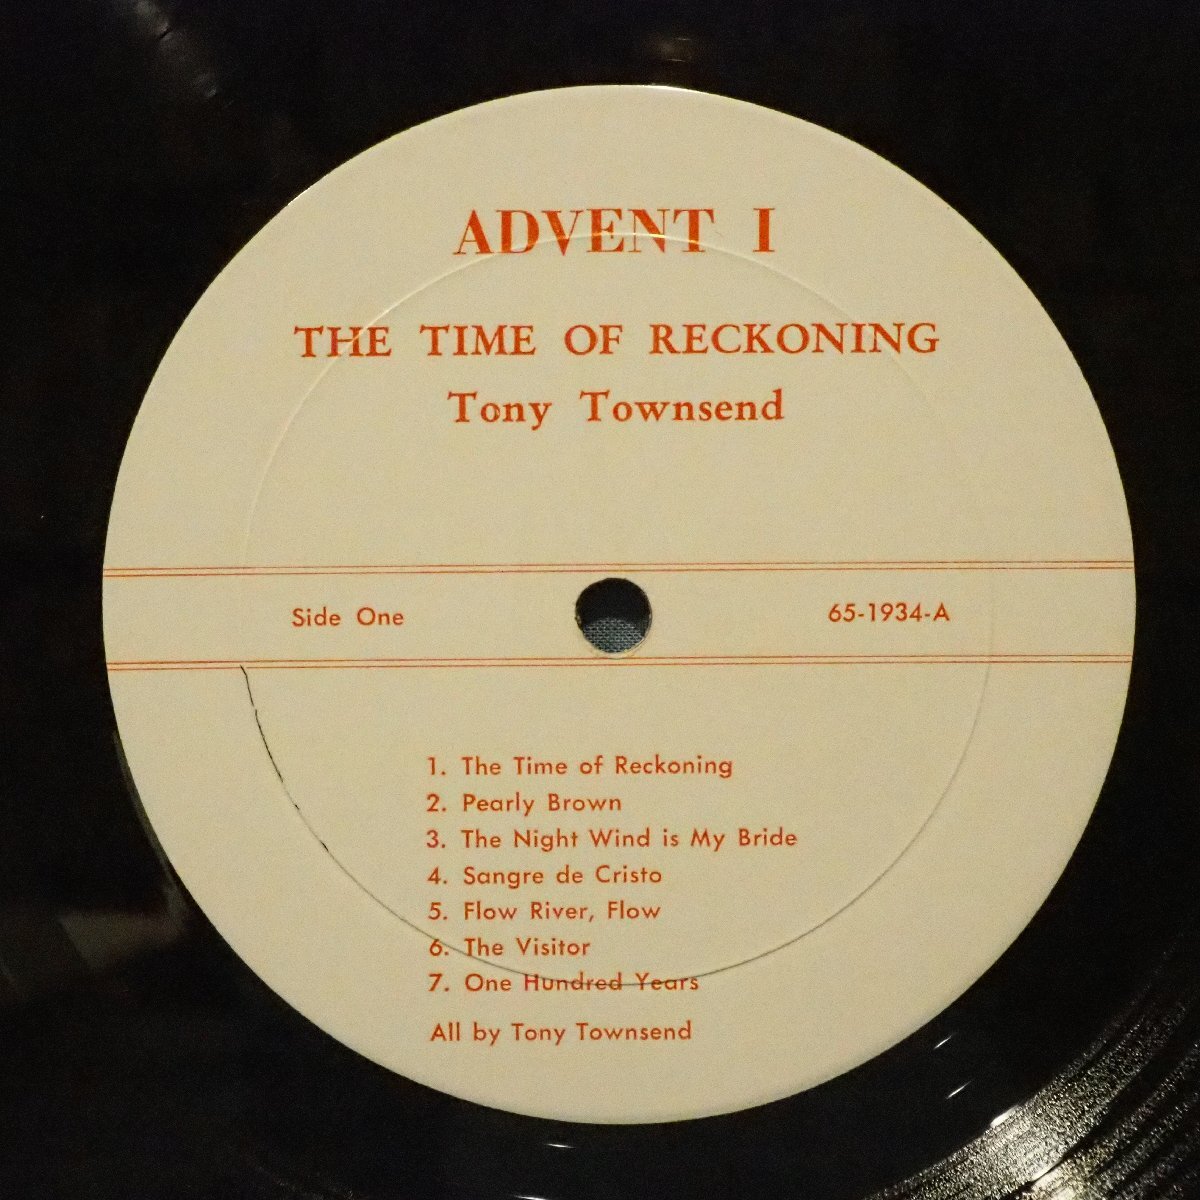 ADVENT I
THE TIME OF RECKONING
Tony Townsend
Side One
65-1934-A
1. The Time of Reckoning
2. Pearly Brown
3. The Night Wind is My Bride
4. Sangre de Cristo
5. Flow River, Flow
6. The Visitor
7. One Hundred Years
All by Tony Townsend